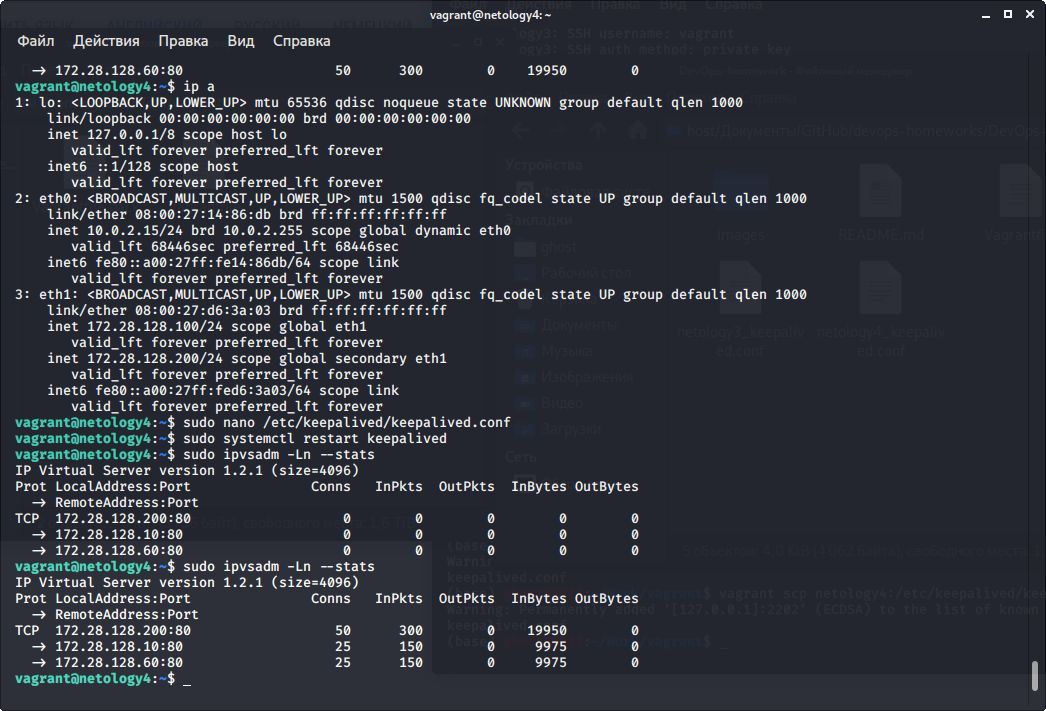 vagrant@netology4: ~
Файл Действия Правка Вид Справка
→ 172.28.128.60:80 50 300 0 19950 0
vagrant@netology4:~$ ip a
1: lo: <LOOPBACK,UP,LOWER_UP> mtu 65536 qdisc noqueue state UNKNOWN group default qlen 1000
link/loopback 00:00:00:00:00:00 brd 00:00:00:00:00:00
inet 127.0.0.1/8 scope host lo
valid_lft forever preferred_lft forever
inet6 ::1/128 scope host
valid_lft forever preferred_lft forever
2: eth0: <BROADCAST,MULTICAST,UP,LOWER_UP> mtu 1500 qdisc fq_codel state UP group default qlen 1000
link/ether 08:00:27:14:86:db brd ff:ff:ff:ff:ff:ff
inet 10.0.2.15/24 brd 10.0.2.255 scope global dynamic eth0
valid_lft 68446sec preferred_lft 68446sec
inet6 fe80::a00:27ff:fe14:86db/64 scope link
valid_lft forever preferred_lft forever
3: eth1: <BROADCAST,MULTICAST,UP,LOWER_UP> mtu 1500 qdisc fq_codel state UP group default qlen 1000
link/ether 08:00:27:d6:3a:03 brd ff:ff:ff:ff:ff:ff
inet 172.28.128.100/24 scope global eth1
valid_lft forever preferred_lft forever
inet 172.28.128.200/24 scope global secondary eth1
valid_lft forever preferred_lft forever
inet6 fe80::a00:27ff:fed6:3a03/64 scope link
valid_lft forever preferred_lft forever
vagrant@netology4:~$ sudo nano /etc/keepalived/keepalived.conf
vagrant@netology4:~$ sudo systemctl restart keepalived
vagrant@netology4:~$ sudo ipvsadm -Ln --stats
IP Virtual Server version 1.2.1 (size=4096)
Prot LocalAddress:Port Conns InPkts OutPkts InBytes OutBytes
→ RemoteAddress:Port
TCP 172.28.128.200:80 0 0 0 0 0
→ 172.28.128.10:80 0 0 0 0 0
→ 172.28.128.60:80 0 0 0 0 0
vagrant@netology4:~$ sudo ipvsadm -Ln --stats
IP Virtual Server version 1.2.1 (size=4096)
Prot LocalAddress:Port Conns InPkts OutPkts InBytes OutBytes
→ RemoteAddress:Port
TCP 172.28.128.200:80 50 300 0 19950 0
→ 172.28.128.10:80 25 150 0 9975 0
→ 172.28.128.60:80 25 150 0 9975 0
vagrant@netology4:~$ _